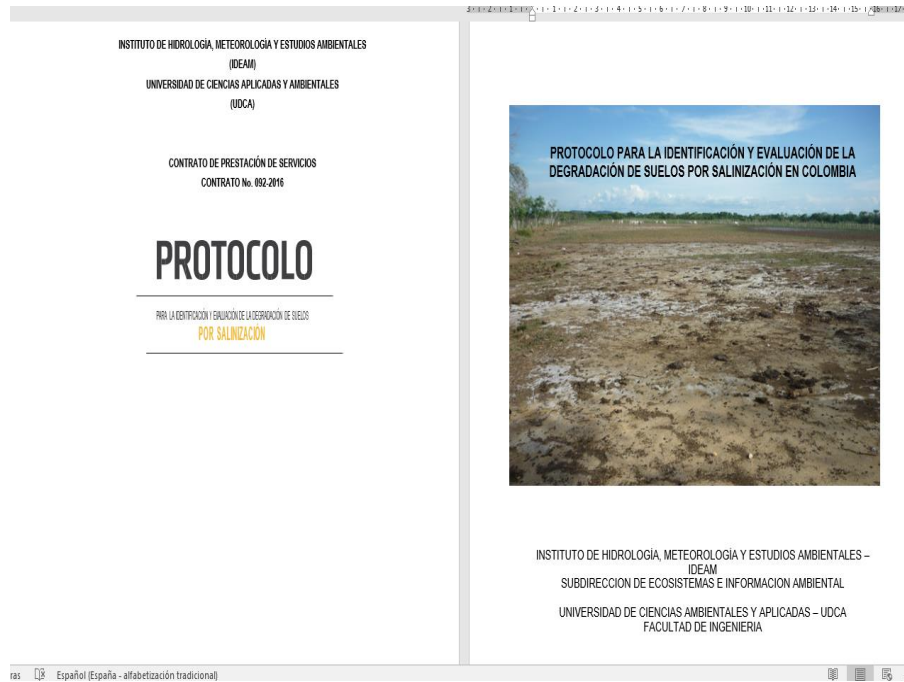 INSTITUTO DE HIDROLOGÍA, METEOROLOGÍA Y ESTUDIOS AMBIENTALES
(IDEAM)
UNIVERSIDAD DE CIENCIAS APLICADAS Y AMBIENTALES
(UDCA)
CONTRATO DE PRESTACIÓN DE SERVICIOS
CONTRATO No. 092-2016
PROTOCOLO
PARA LA IDENTIFICACIÓN Y EVALUACIÓN DE LA DEGRADACIÓN DE SUELOS
POR SALINIZACIÓN
PROTOCOLO PARA LA IDENTIFICACIÓN Y EVALUACIÓN DE LA
DEGRADACIÓN DE SUELOS POR SALINIZACIÓN EN COLOMBIA
INSTITUTO DE HIDROLOGÍA, METEOROLOGÍA Y ESTUDIOS AMBIENTALES –
IDEAM
SUBDIRECCION DE ECOSISTEMAS E INFORMACION AMBIENTAL
UNIVERSIDAD DE CIENCIAS AMBIENTALES Y APLICADAS – UDCA
FACULTAD DE INGENIERIA
ras Español (España - alfabetización tradicional)